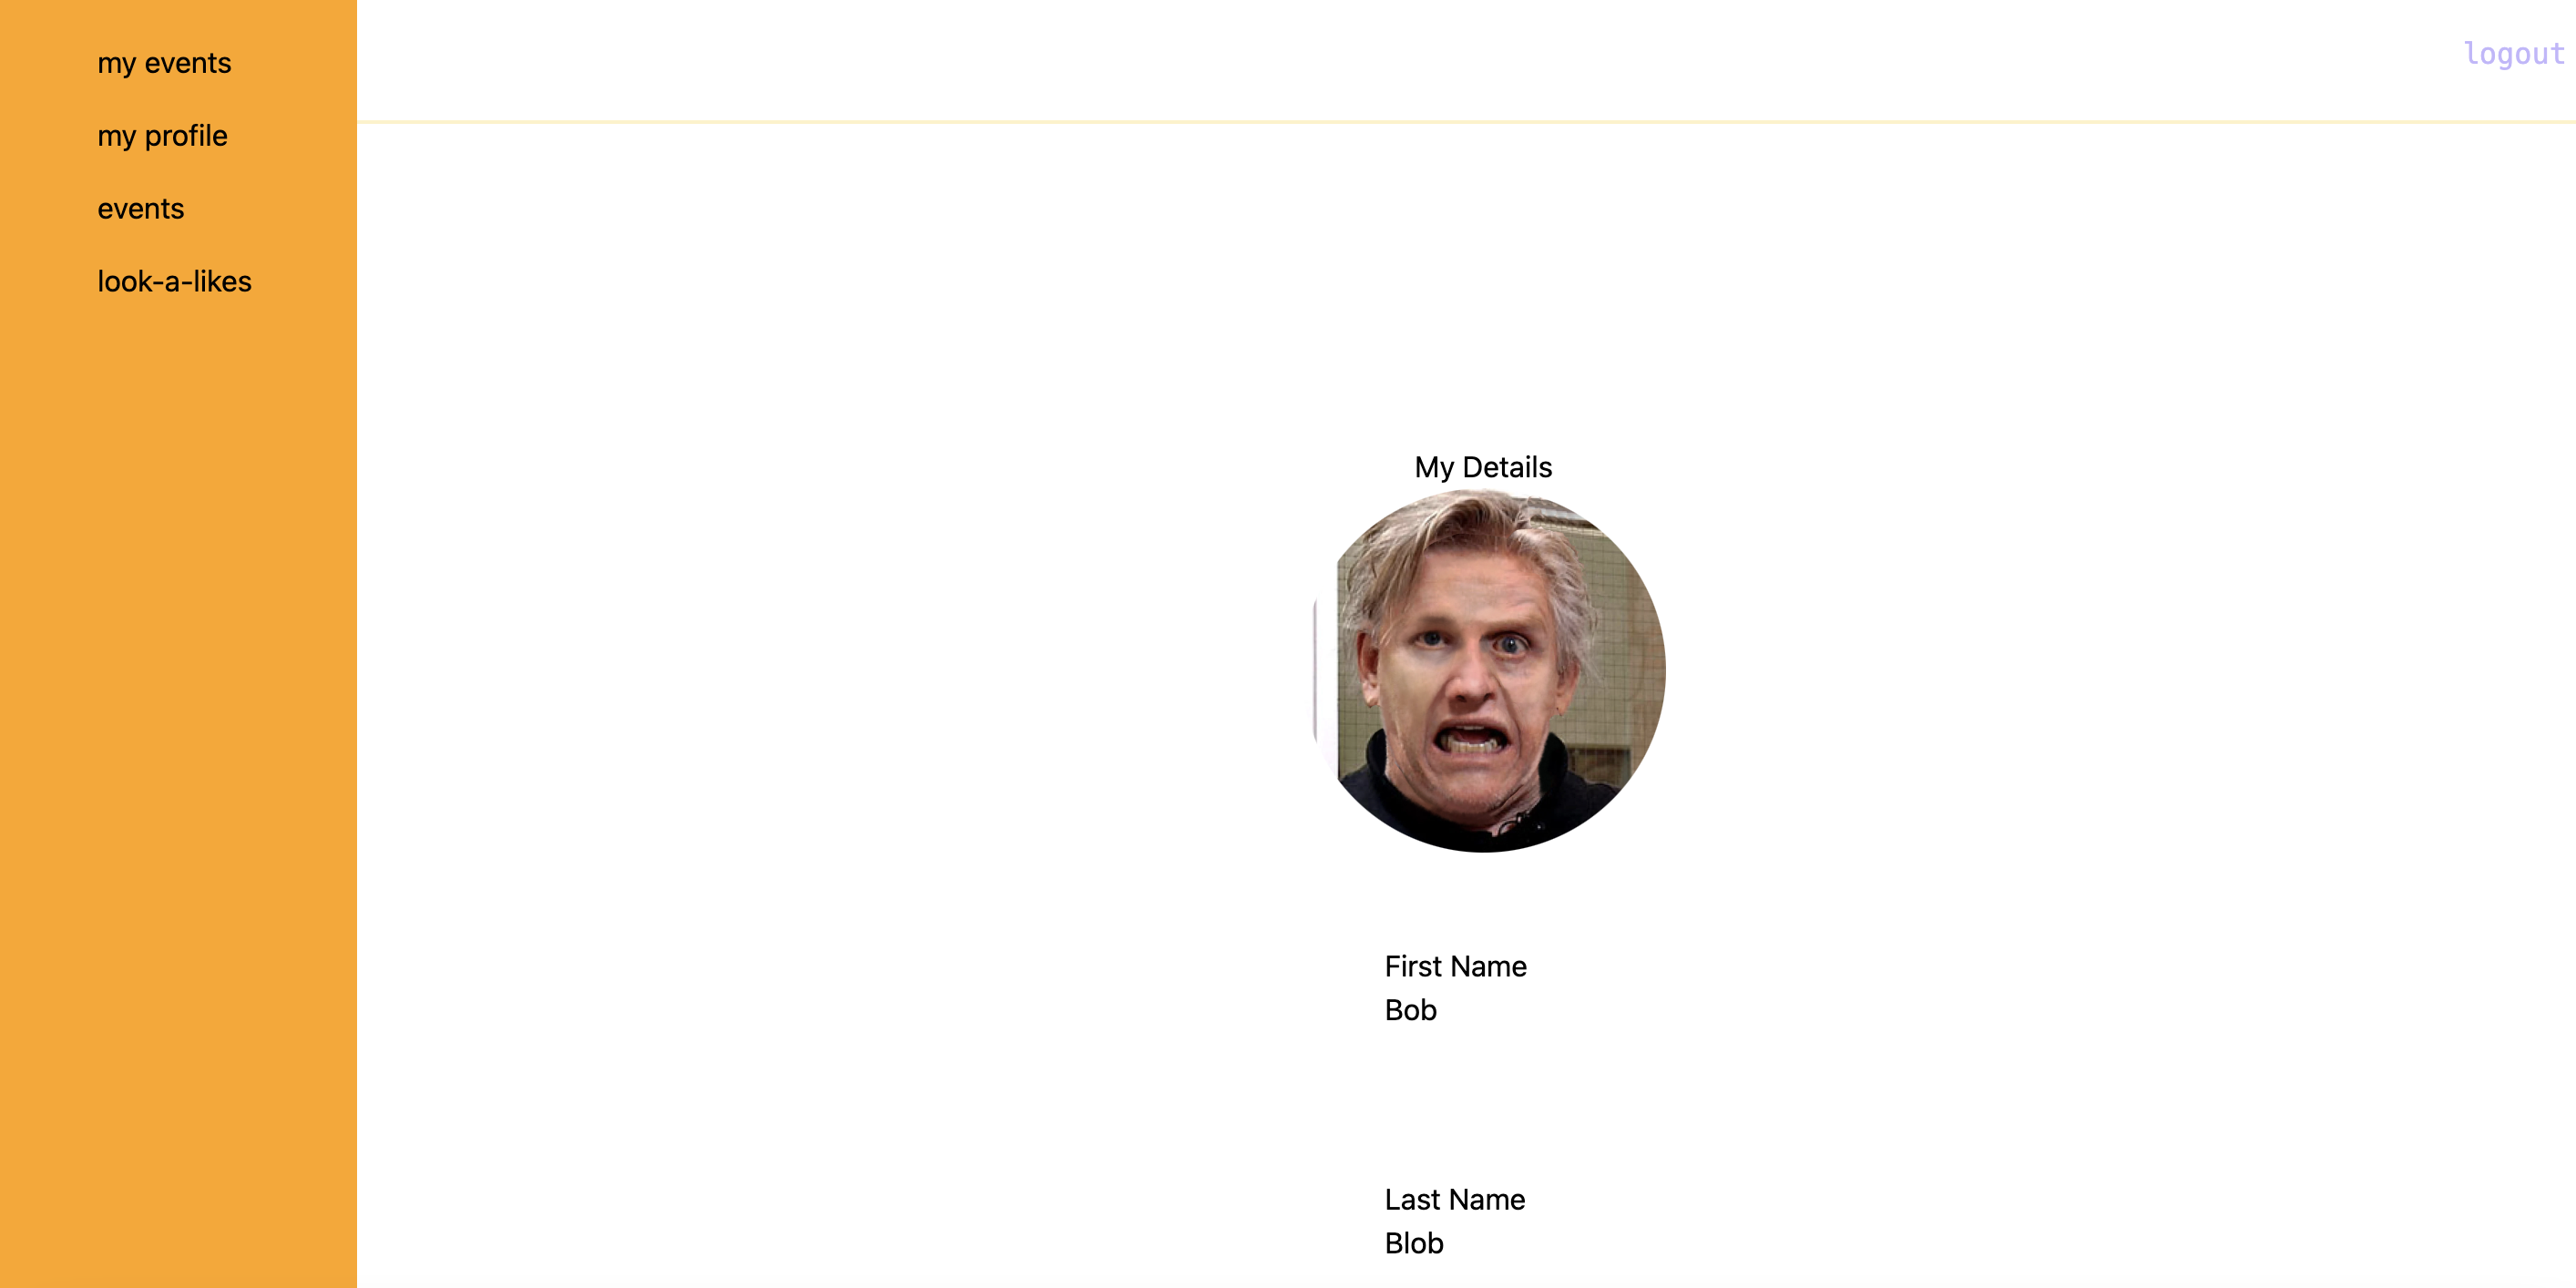 my events
my profile
events
look-a-likes
logout
My Details
First Name
Bob
Last Name
Blob